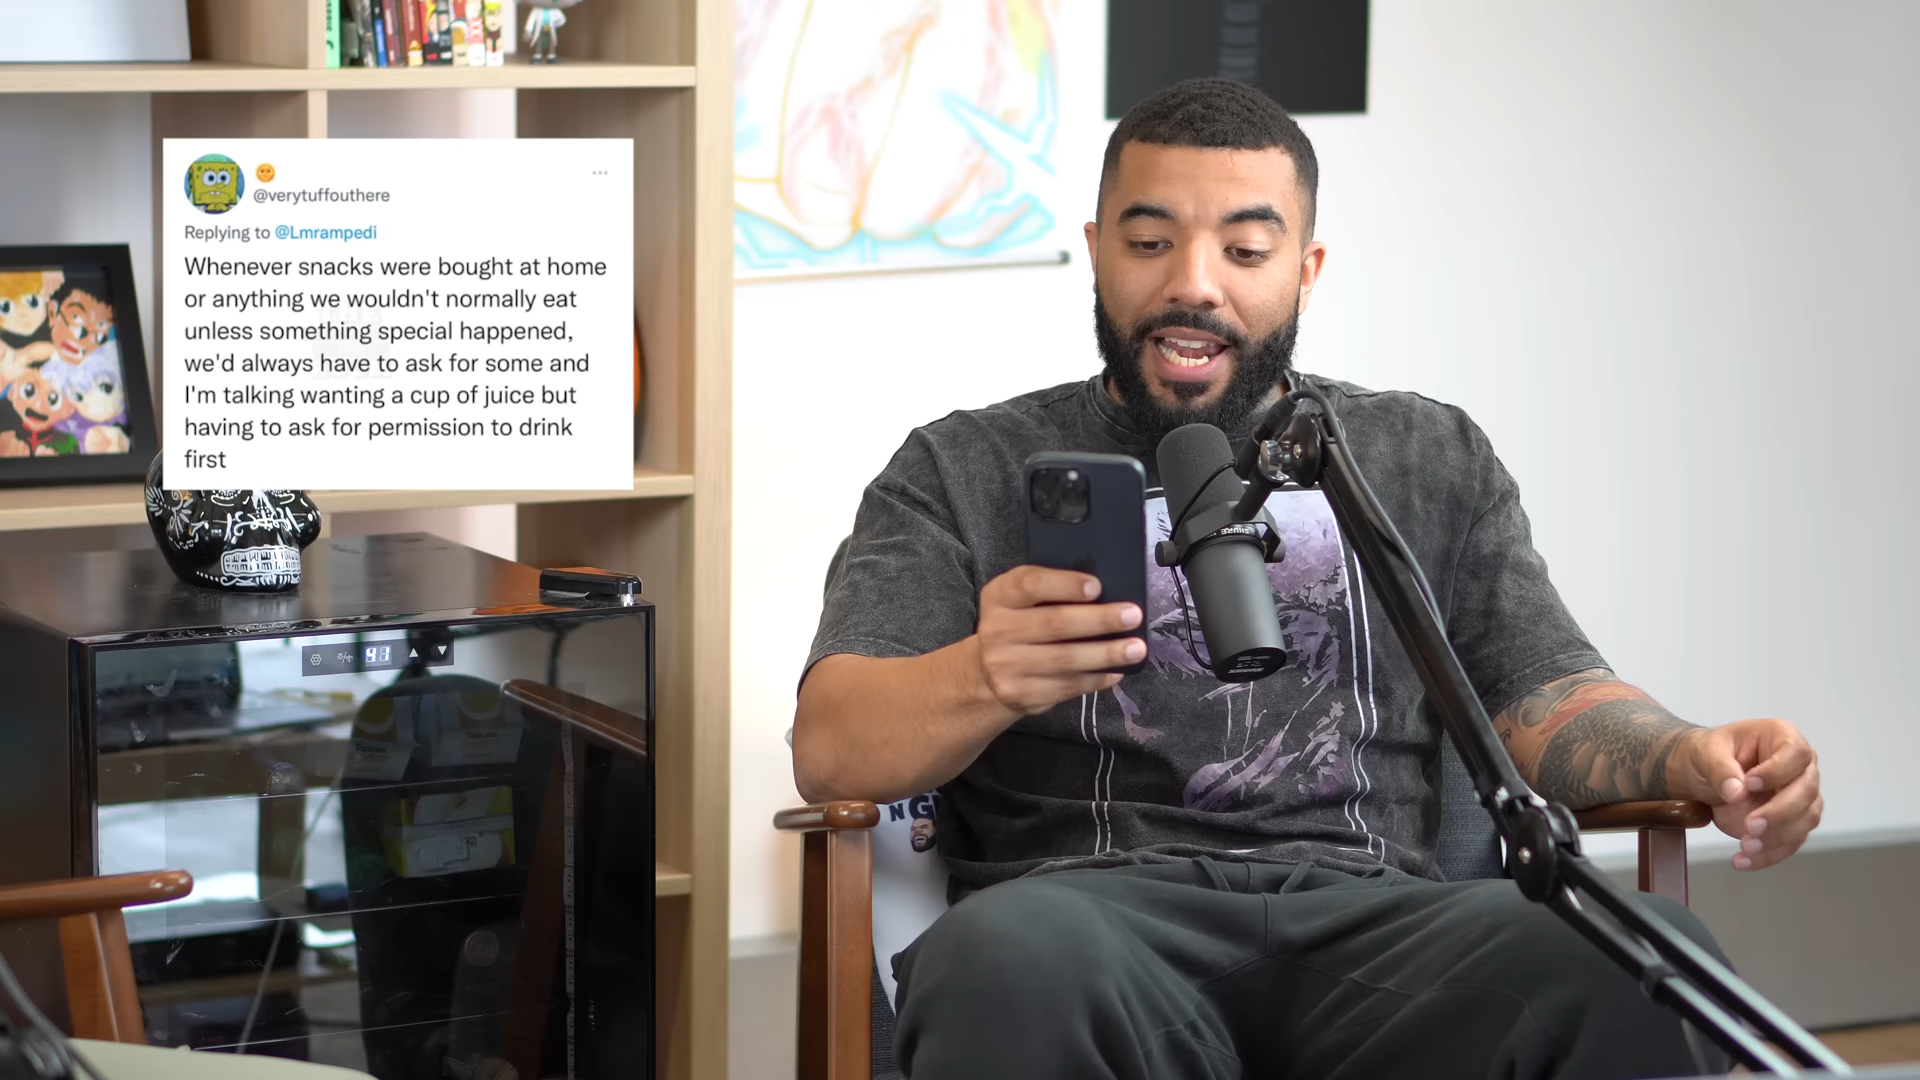 @verytuffouthere
Replying to @Lmrampedi
Whenever snacks were bought at home
or anything we wouldn't normally eat
unless something special happened,
we'd always have to ask for some and
I'm talking wanting a cup of juice but
having to ask for permission to drink
first
41
SHURE
N G